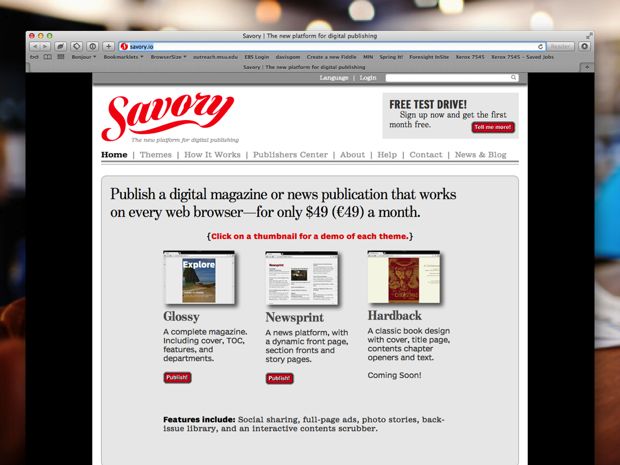 Savory | The new platform for digital publishing
savory.io
Reader
Bonjour Bookmarklets BrowserSize outreach.msu.edu EBS Login davisgom Create a new Fiddle MIN Spring It! Foresight InSite Xerox 7545 Xerox 7545 - Saved Jobs
Savory | The new platform for digital publishing
Language | Login
Savory
The new platform for digital publishing
FREE TEST DRIVE!
Sign up now and get the first
month free.
Tell me more!
Home | Themes | How It Works | Publishers Center | About | Help | Contact | News & Blog
Publish a digital magazine or news publication that works
on every web browser—for only $49 (€49) a month.
{Click on a thumbnail for a demo of each theme.}
Explore
Newsprint
Glossy
A complete magazine.
Including cover, TOC,
features, and
departments.
Publish!
Newsprint
A news platform, with
a dynamic front page,
section fronts and
story pages.
Publish!
Hardback
A classic book design
with cover, title page,
contents chapter
openers and text.
Coming Soon!
Features include: Social sharing, full-page ads, photo stories, back-
issue library, and an interactive contents scrubber.